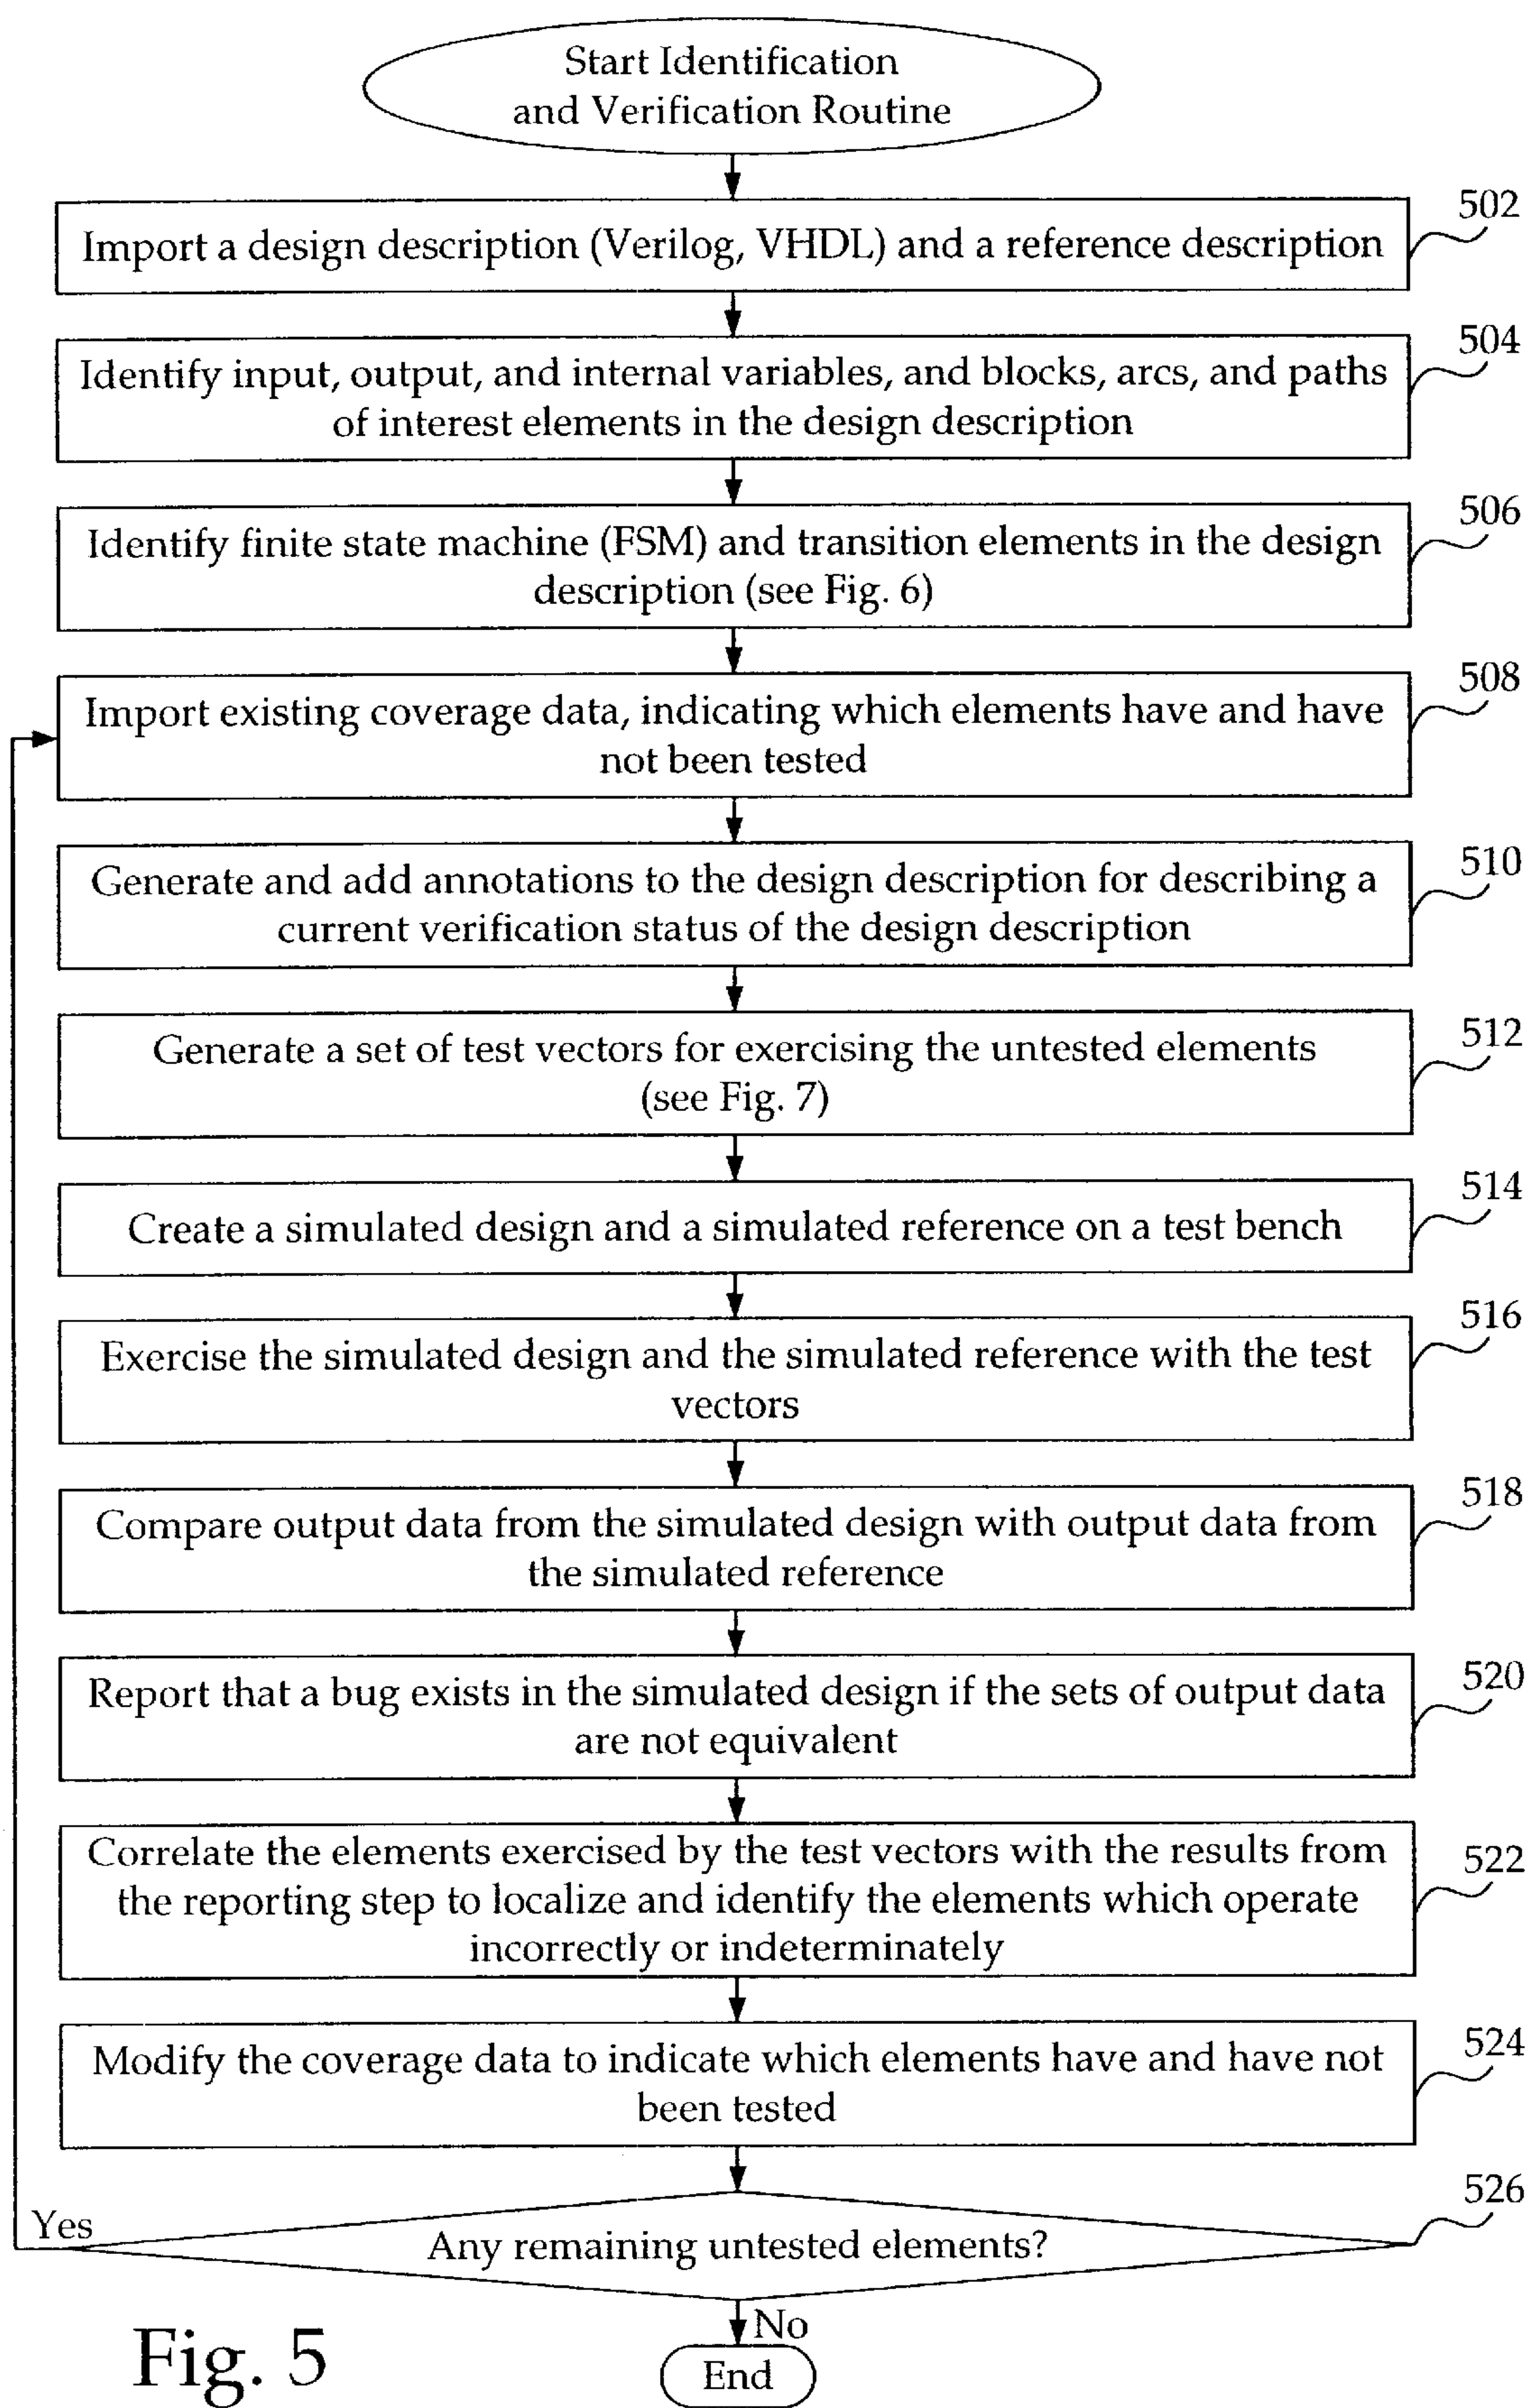 Start Identification
and Verification Routine
502
Import a design description (Verilog, VHDL) and a reference description
504
Identify input, output, and internal variables, and blocks, arcs, and paths
of interest elements in the design description
506
Identify finite state machine (FSM) and transition elements in the design
description (see Fig. 6)
508
Import existing coverage data, indicating which elements have and have
not been tested
510
Generate and add annotations to the design description for describing a
current verification status of the design description
512
Generate a set of test vectors for exercising the untested elements
(see Fig. 7)
514
Create a simulated design and a simulated reference on a test bench
516
Exercise the simulated design and the simulated reference with the test
vectors
518
Compare output data from the simulated design with output data from
the simulated reference
520
Report that a bug exists in the simulated design if the sets of output data
are not equivalent
522
Correlate the elements exercised by the test vectors with the results from
the reporting step to localize and identify the elements which operate
incorrectly or indeterminately
524
Modify the coverage data to indicate which elements have and have not
been tested
526
Yes
Any remaining untested elements?
No
End
Fig. 5